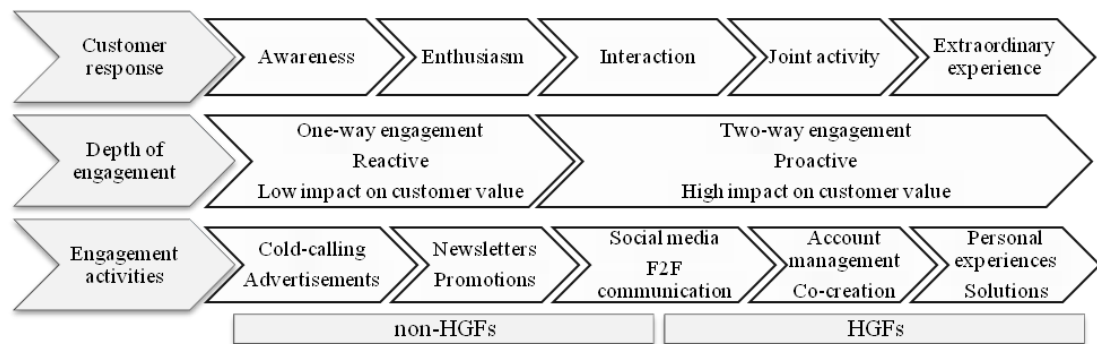 Customer
response
Awareness
Enthusiasm
Interaction
Joint activity
Extraordinary
experience
Depth of
engagement
One-way engagement
Reactive
Low impact on customer value
Two-way engagement
Proactive
High impact on customer value
Engagement
activities
Cold-calling
Advertisements
Newsletters
Promotions
Social media
F2F
communication
Account
management
Co-creation
Personal
experiences
Solutions
non-HGFs
HGFs